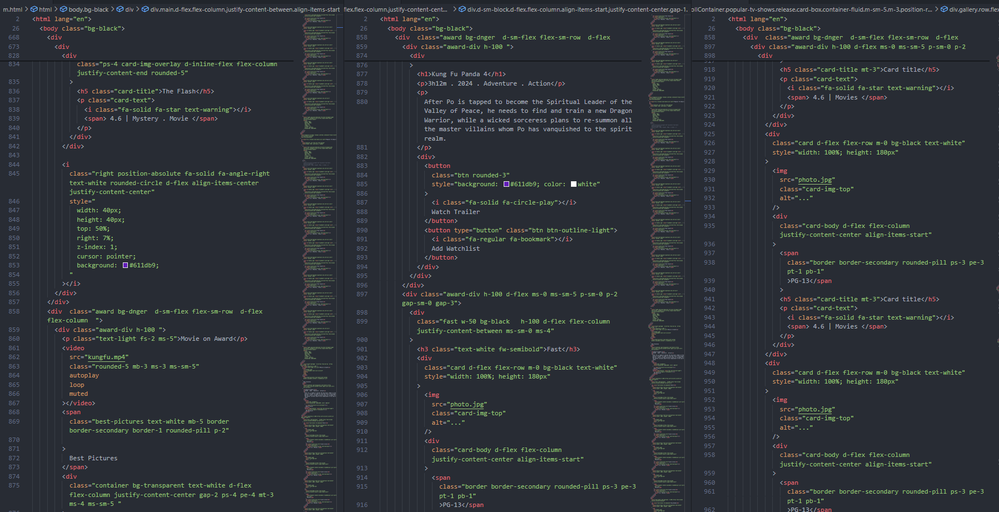 m.html > html > body.bg-black > div > div.main.d-flex.flex-column.justify-content-between.align-items-start
2 <html lang="en">
26 <body class="bg-black">
668 <div
673 <div
828 <div
834 class="ps-4 card-img-overlay d-inline-flex flex-column
justify-content-end rounded-5"
835 >
836 <h5 class="card-title">The Flash</h5>
837 <p class="card-text">
838 <i class="fa-solid fa-star text-warning"></i>
839 <span> 4.6 | Mystery . Movie </span>
840 </p>
841 </div>
842 </div>
843
844 <i
845 class="right position-absolute fa-solid fa-angle-right
text-white rounded-circle d-flex align-items-center
justify-content-center"
846 style="
847 width: 40px;
848 height: 40px;
849 top: 50%;
850 right: 7%;
851 z-index: 1;
852 cursor: pointer;
853 background: #611db9;
854 "
855 ></i>
856 </div>
857 </div>
858 <div class="award bg-dnger d-sm-flex flex-sm-row d-flex
flex-column ">
859 <div class="award-div h-100 ">
860 <p class="text-light fs-2 ms-5">Movie on Award</p>
861 <video
862 src="kungfu.mp4"
863 class="rounded-5 mb-3 ms-3 ms-sm-5"
864 autoplay
865 loop
866 muted
867 ></video>
868 <span
869 class="best-pictures text-white mb-5 border
border-secondary border-1 rounded-pill p-2"
870
871 >
872 Best Pictures
873 </span>
874 <div
875 class="container bg-transparent text-white d-flex
flex-column justify-content-center gap-2 ps-4 pe-4 mt-3
ms-4 ms-sm-5 "
flex.flex-column.justify-content-cent... > div.d-sm-block.d-flex.flex-column.align-items-start.justify-content-center.gap-1.
2 <html lang="en">
26 <body class="bg-black">
858 <div class="award bg-dnger d-sm-flex flex-sm-row d-flex
859 <div class="award-div h-100 ">
874 <div
876 >
877 <h1>Kung Fu Panda 4</h1>
878 <p>3h12m . 2024 . Adventure . Action</p>
879 <p>
880 After Po is tapped to become the Spiritual Leader of the
Valley of Peace, he needs to find and train a new Dragon
Warrior, while a wicked sorceress plans to re-summon all
the master villains whom Po has vanquished to the spirit
realm.
881 </p>
882 <div>
883 <button
884 class="btn rounded-3"
885 style="background: #611db9; color: white"
886 >
887 <i class="fa-solid fa-circle-play"></i>
888 Watch Trailer
889 </button>
890 <button type="button" class="btn btn-outline-light">
891 <i class="fa-regular fa-bookmark"></i>
892 Add Watchlist
893 </button>
894 </div>
895 </div>
896 </div>
897 <div class="award-div h-100 d-flex ms-0 ms-sm-5 p-sm-0 p-2
gap-sm-0 gap-3">
898 <div
899 class="fast w-50 bg-black h-100 d-flex flex-column
justify-content-between ms-sm-0 ms-4"
900 >
901 <h3 class="text-white fw-semibold">Fast</h3>
902 <div
903 class="card d-flex flex-row m-0 bg-black text-white"
904 style="width: 100%; height: 180px"
905 >
906 <img
907 src="photo.jpg"
908 class="card-img-top"
909 alt="..."
910 />
911 <div
912 class="card-body d-flex flex-column
justify-content-center align-items-start"
913 >
914 <span
915 class="border border-secondary rounded-pill ps-3 pe-3
pt-1 pb-1"
916 >PG-13</span
ollContainer.popular-tv-shows.release.card-box.container-fluid.m-sm-5.m-3.position-r... > div.gallery.row.flex
2 <html lang="en">
26 <body class="bg-black">
858 <div class="award bg-dnger d-sm-flex flex-sm-row d-flex
897 <div class="award-div h-100 d-flex ms-0 ms-sm-5 p-sm-0 p-2
898 <div
918 <h5 class="card-title mt-3">Card title</h5>
919 <p class="card-text">
920 <i class="fa-solid fa-star text-warning"></i>
921 <span> 4.6 | Movies </span>
922 </p>
923 </div>
924 </div>
925 <div
926 class="card d-flex flex-row m-0 bg-black text-white"
927 style="width: 100%; height: 180px"
928 >
929 <img
930 src="photo.jpg"
931 class="card-img-top"
932 alt="..."
933 />
934 <div
935 class="card-body d-flex flex-column
justify-content-center align-items-start"
936 >
937 <span
938 class="border border-secondary rounded-pill ps-3 pe-3
pt-1 pb-1"
939 >PG-13</span
940 >
941 <h5 class="card-title mt-3">Card title</h5>
942 <p class="card-text">
943 <i class="fa-solid fa-star text-warning"></i>
944 <span> 4.6 | Movies </span>
945 </p>
946 </div>
947 </div>
948 <div
949 class="card d-flex flex-row m-0 bg-black text-white"
950 style="width: 100%; height: 180px"
951 >
952 <img
953 src="photo.jpg"
954 class="card-img-top"
955 alt="..."
956 />
957 <div
958 class="card-body d-flex flex-column
justify-content-center align-items-start"
959 >
960 <span
961 class="border border-secondary rounded-pill ps-3 pe-3
pt-1 pb-1"
962 >PG-13</span